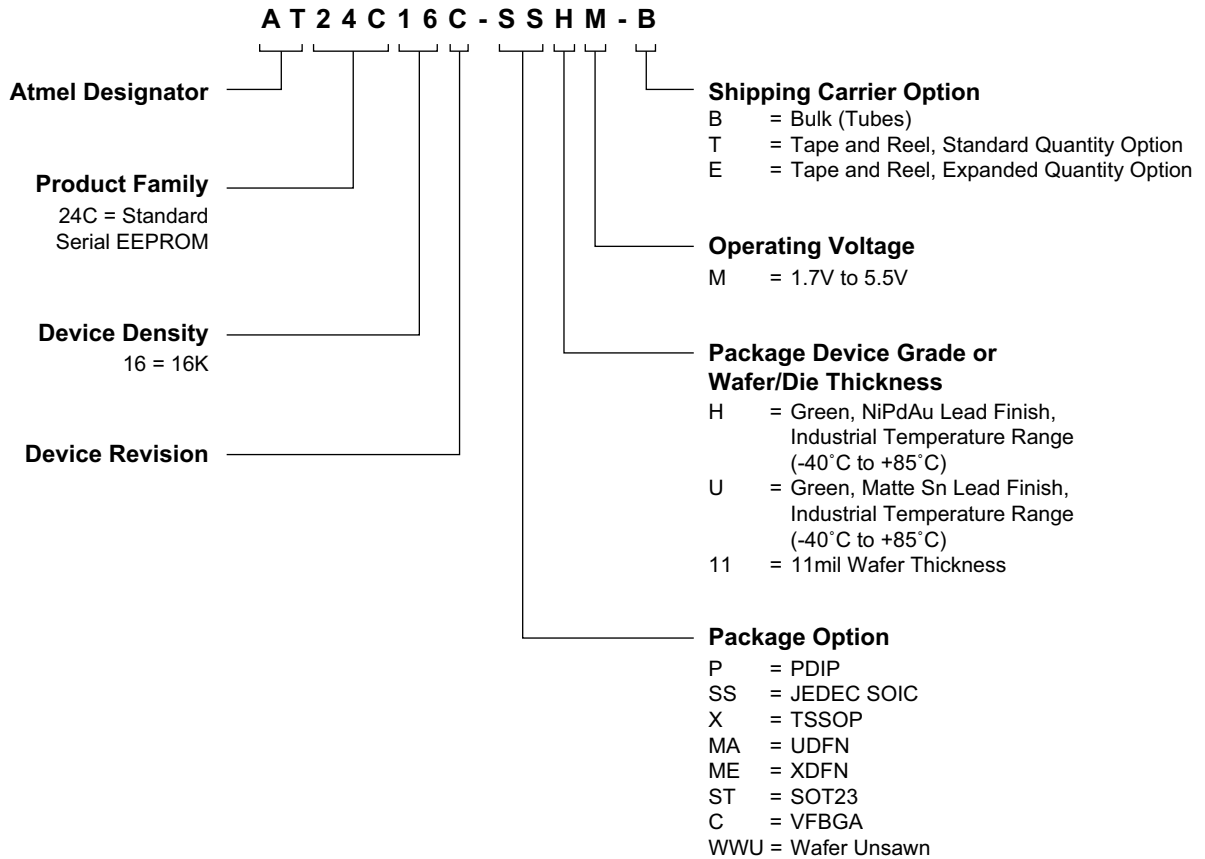 A T 2 4 C 1 6 C - S S H M - B
Atmel Designator
Product Family
24C = Standard
Serial EEPROM
Device Density
16 = 16K
Device Revision
Shipping Carrier Option
B = Bulk (Tubes)
T = Tape and Reel, Standard Quantity Option
E = Tape and Reel, Expanded Quantity Option
Operating Voltage
M = 1.7V to 5.5V
Package Device Grade or
Wafer/Die Thickness
H = Green, NiPdAu Lead Finish,
Industrial Temperature Range
(-40˚C to +85˚C)
U = Green, Matte Sn Lead Finish,
Industrial Temperature Range
(-40˚C to +85˚C)
11 = 11mil Wafer Thickness
Package Option
P = PDIP
SS = JEDEC SOIC
X = TSSOP
MA = UDFN
ME = XDFN
ST = SOT23
C = VFBGA
WWU = Wafer Unsawn